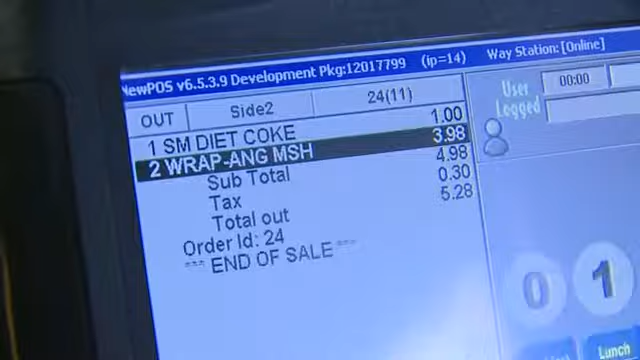 NewPOS v6.5.3.9 Development Pkg:12017799 (ip=14) Way Station:[Online]
OUT Side2 24(11)
User Logged 00:00
1 SM DIET COKE 1.00
2 WRAP-ANG MSH 3.98
Sub Total 4.98
Tax 0.30
Total out 5.28
Order Id: 24
*** END OF SALE ***
0 1
Lunch